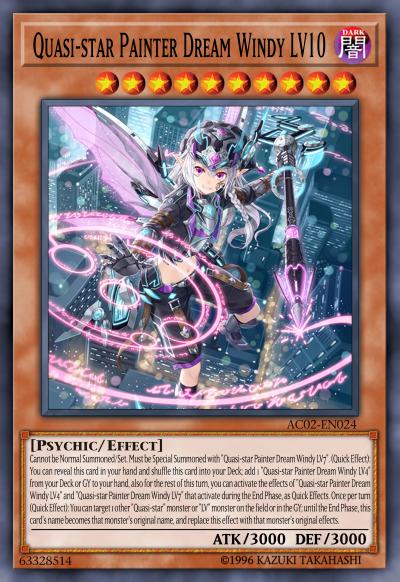 Quasi-star Painter Dream Windy LV10
DARK
闇
AC02-EN024
[Psychic/Effect]
Cannot be Normal Summoned/Set. Must be Special Summoned with "Quasi-star Painter Dream Windy LV7". (Quick Effect):
You can reveal this card in your hand and shuffle this card into your Deck; add 1 "Quasi-star Painter Dream Windy LV4"
from your Deck or GY to your hand, also for the rest of this turn, you can activate the effects of "Quasi-star Painter Dream
Windy LV4" and "Quasi-star Painter Dream Windy LV7" that activate during the End Phase, as Quick Effects. Once per turn
(Quick Effect): You can target 1 other "Quasi-star" monster or "LV" monster on the field or in the GY; until the End Phase, this
card's name becomes that monster's original name, and replace this effect with that monster's original effects.
ATK/3000 DEF/3000
63328514
©1996 KAZUKI TAKAHASHI